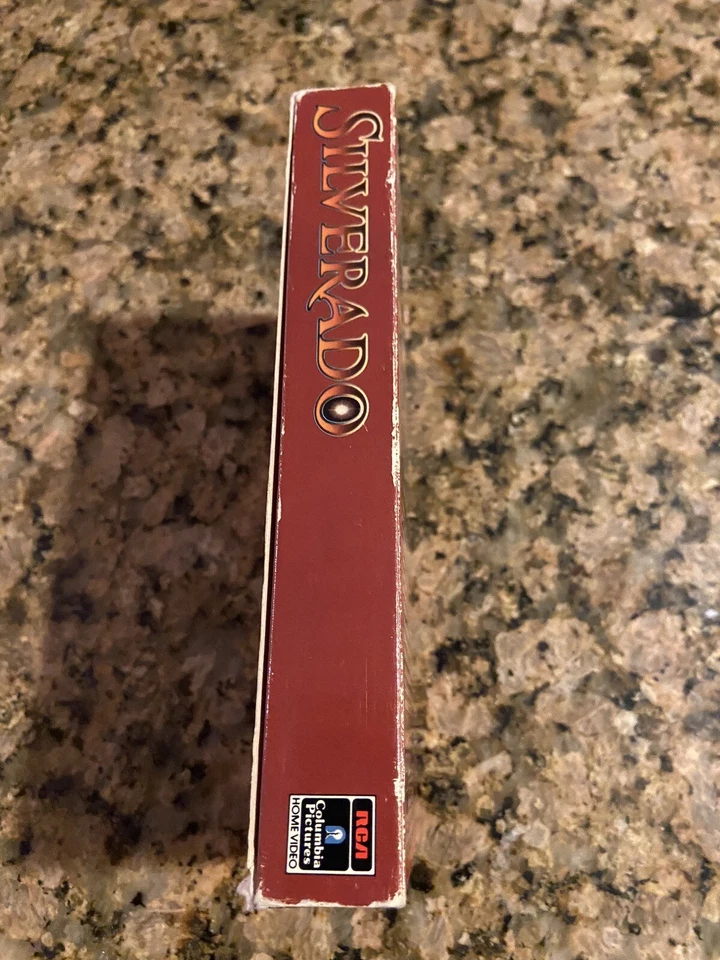 SILVERADO
RCA
Columbia
Pictures
HOME VIDEO